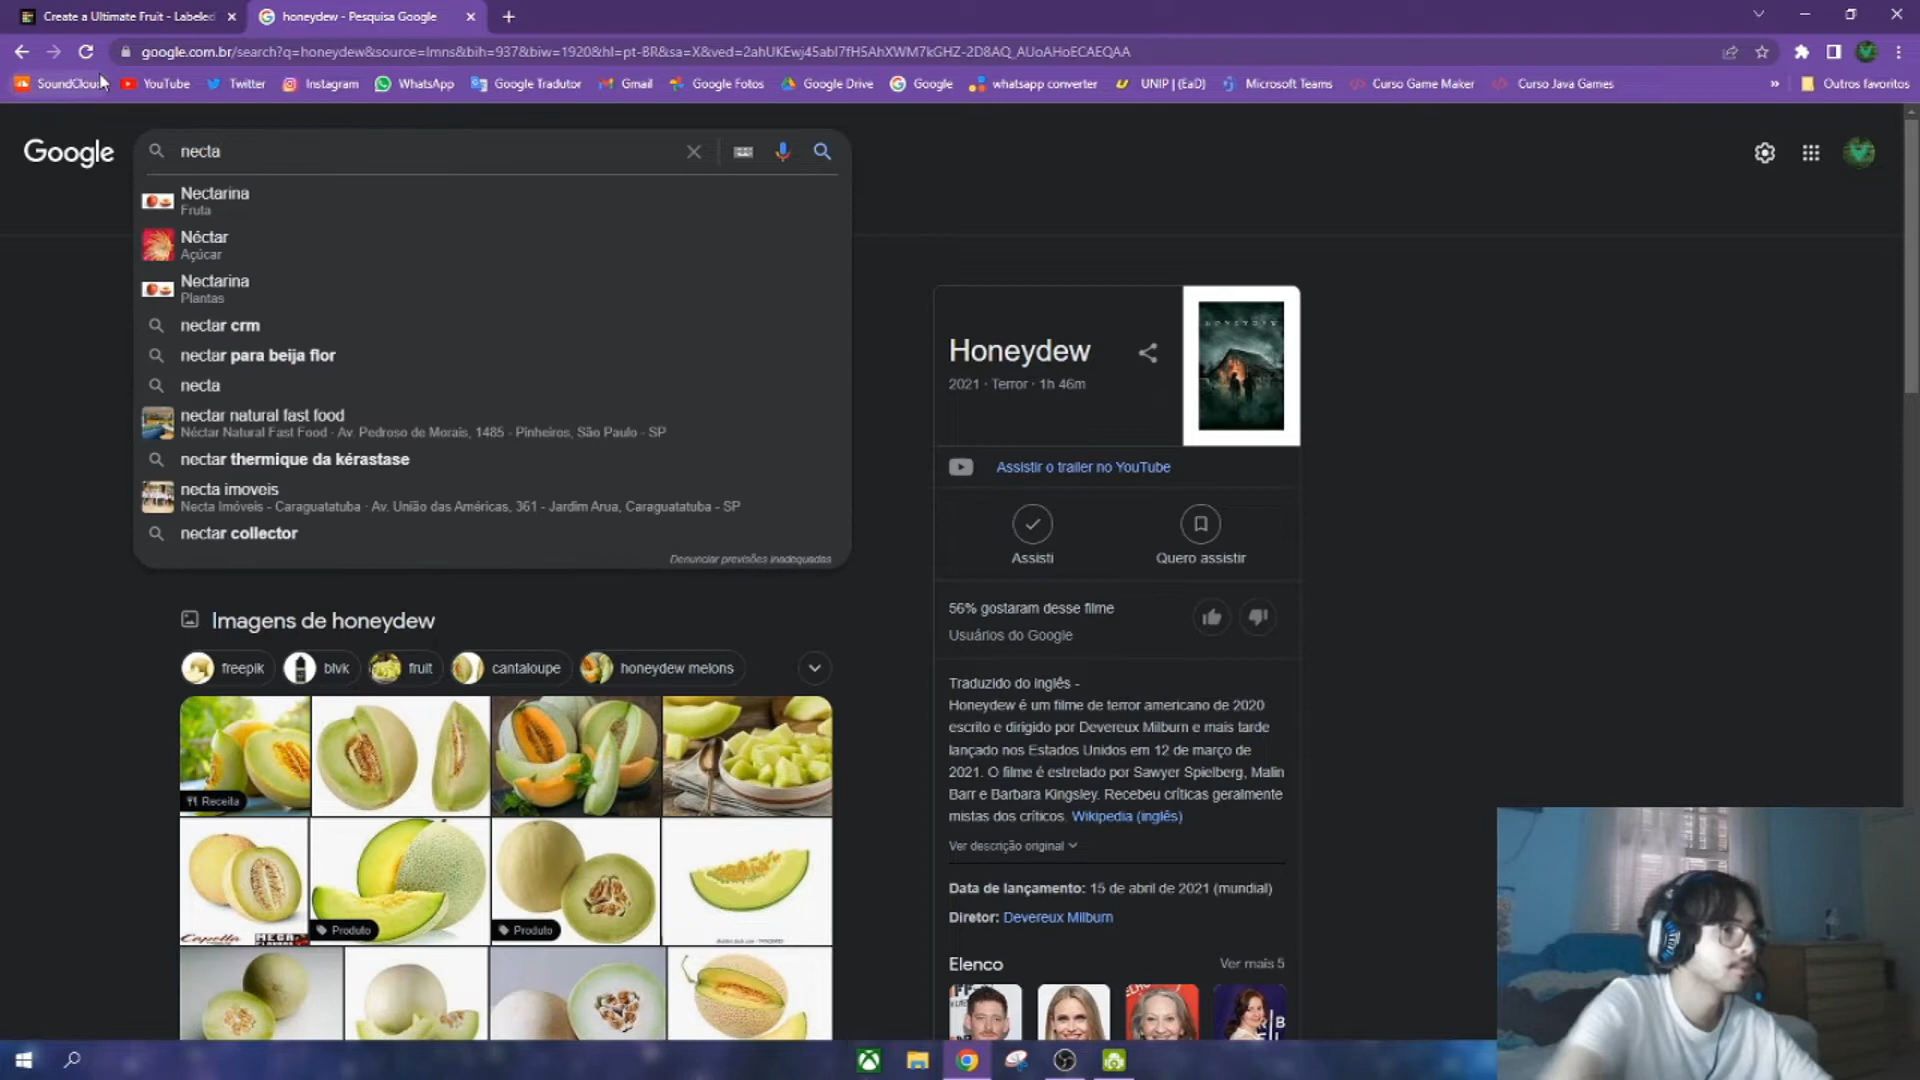 Create a Ultimate Fruit - Labeled
honeydew - Pesquisa Google
google.com.br/search?q=honeydew&source=lmns&bih=937&biw=1920&hl=pt-BR&sa=X&ved=2ahUKEwj45abI7fH5AhXWM7kGHZ-2D8AQ_AUoAHoECAEQAA
SoundCloud YouTube Twitter Instagram WhatsApp Google Tradutor Gmail Google Fotos Google Drive Google whatsapp converter UNIP | (EaD) Microsoft Teams Curso Game Maker Curso Java Games » Outros favoritos
Google
necta
Nectarina
Fruta
Néctar
Açúcar
Nectarina
Plantas
nectar crm
nectar para beija flor
necta
nectar natural fast food
Néctar Natural Fast Food · Av. Pedroso de Morais, 1485 - Pinheiros, São Paulo - SP
nectar thermique da kérastase
necta imoveis
Necta Imóveis - Caraguatatuba · Av. União das Américas, 361 - Jardim Arua, Caraguatatuba - SP
nectar collector
Denunciar previsões inadequadas
Imagens de honeydew
freepik blvk fruit cantaloupe honeydew melons
Receita
Produto
Produto
Honeydew
2021 · Terror · 1h 46m
HONEYDEW
Assistir o trailer no YouTube
Assisti Quero assistir
56% gostaram desse filme
Usuários do Google
Traduzido do inglês -
Honeydew é um filme de terror americano de 2020
escrito e dirigido por Devereux Milburn e mais tarde
lançado nos Estados Unidos em 12 de março de
2021. O filme é estrelado por Sawyer Spielberg, Malin
Barr e Barbara Kingsley. Recebeu críticas geralmente
mistas dos críticos. Wikipedia (inglês)
Ver descrição original
Data de lançamento: 15 de abril de 2021 (mundial)
Diretor: Devereux Milburn
Elenco
Ver mais 5